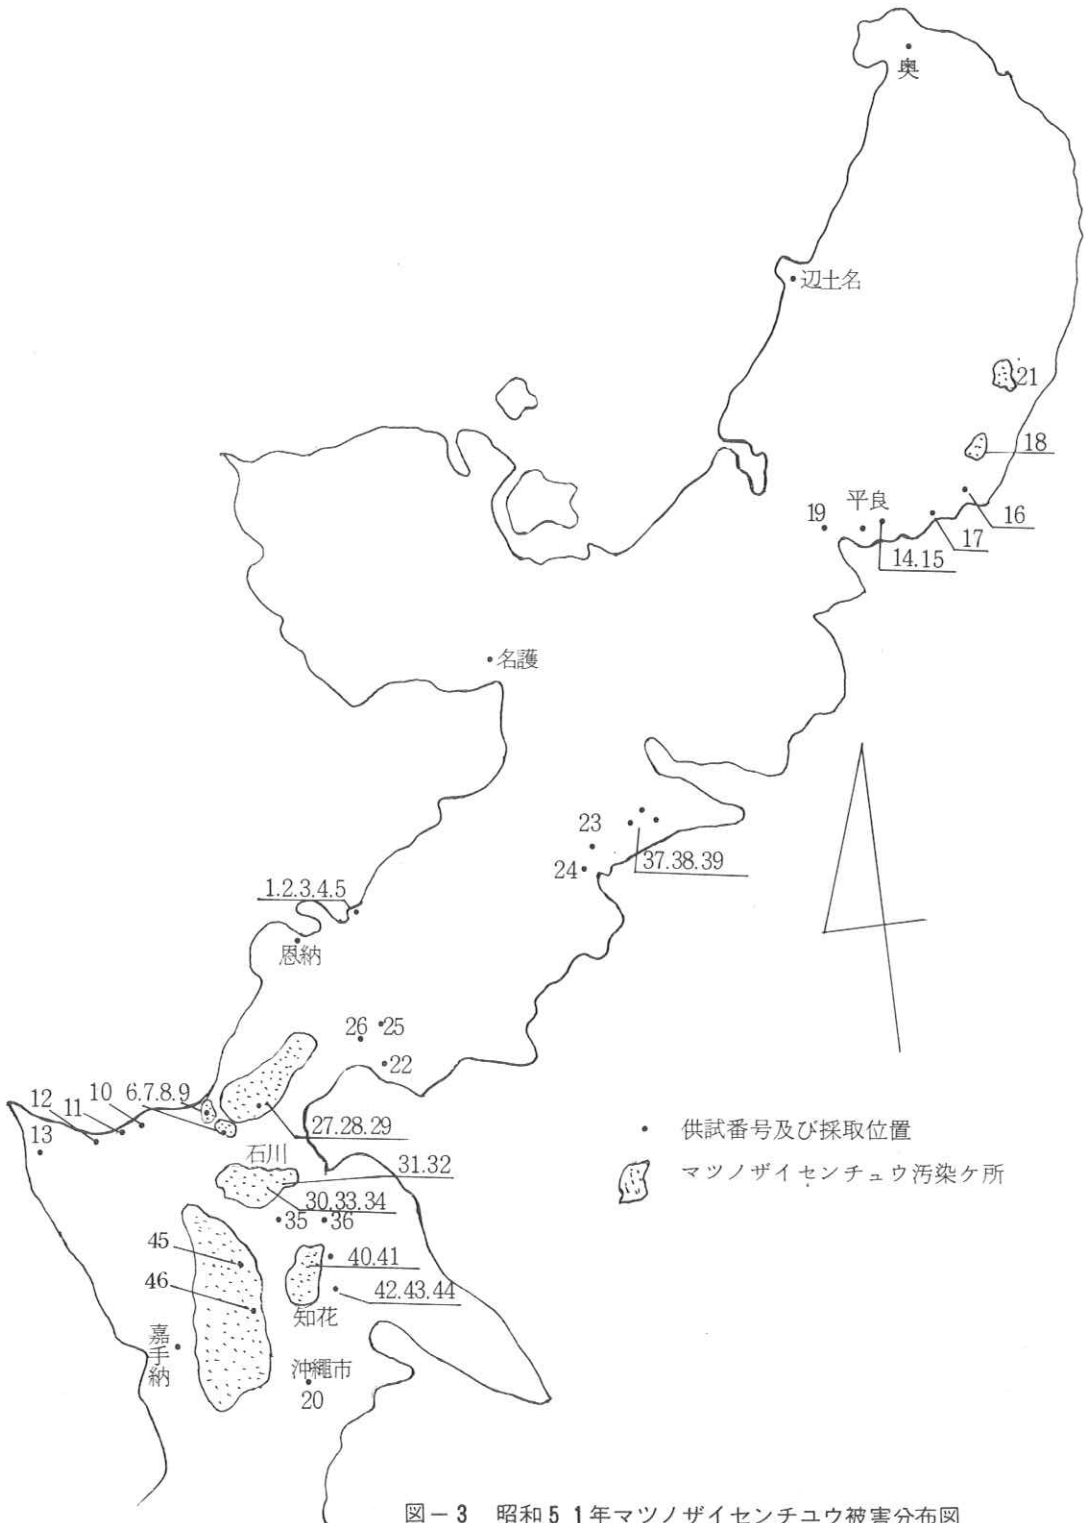 奥
辺土名
21
18
平良
19
16
17
14.15
名護
23
24
37.38.39
1.2.3.4.5
恩納
26
25
22
12
11
10
6.7.8.9
13
27.28.29
石川
31.32
30.33.34
35
36
45
40.41
46
42.43.44
知花
嘉手納
沖縄市
20
供試番号及び採取位置
マツノザイセンチュウ汚染ケ所
図－3 昭和51年マツノザイセンチュウ被害分布図